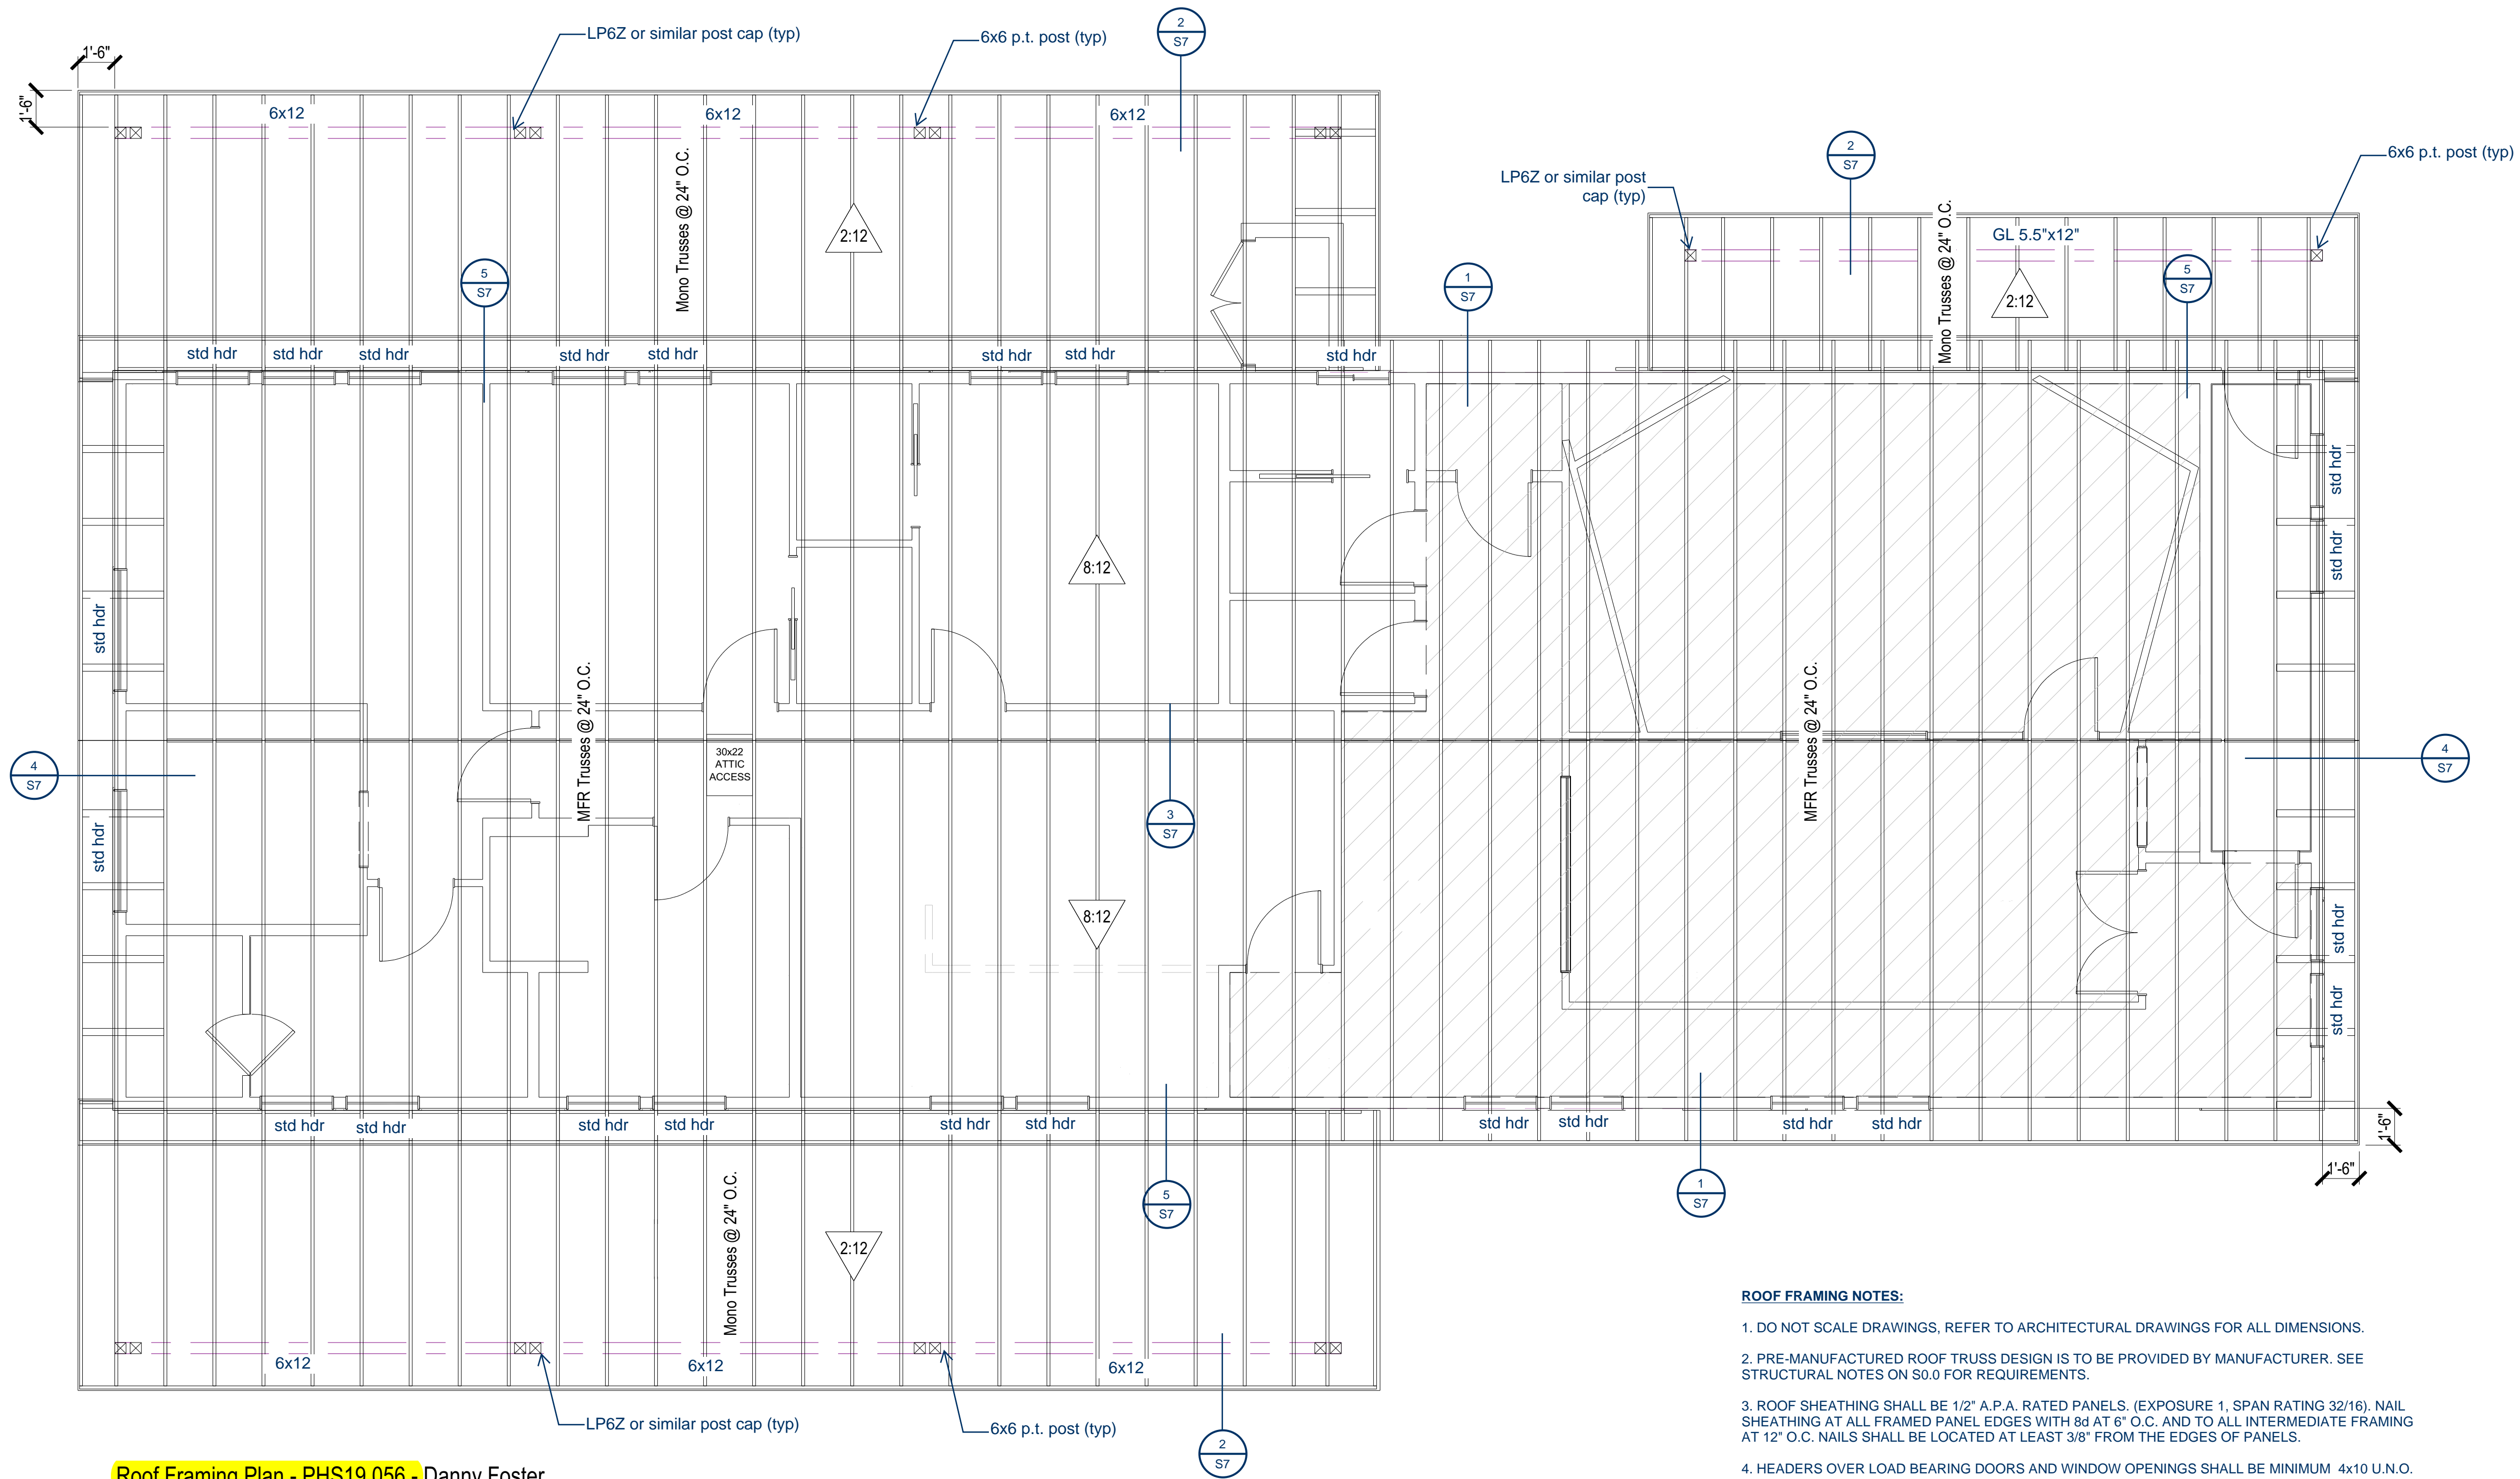 2
S7
LP6Z or similar post cap (typ)
6x6 p.t. post (typ)
1'-6"
1'-6"
6x12
6x12
6x12
2
S7
6x6 p.t. post (typ)
LP6Z or similar post
cap (typ)
Mono Trusses @ 24" O.C.
2:12
GL 5.5"x12"
Mono Trusses @ 24" O.C.
5
S7
1
S7
5
S7
2:12
std hdr
std hdr
std hdr
std hdr
std hdr
std hdr
std hdr
std hdr
std hdr
std hdr
8:12
std hdr
MFR Trusses @ 24" O.C.
MFR Trusses @ 24" O.C.
4
S7
30x22
ATTIC
ACCESS
4
S7
3
S7
std hdr
8:12
std hdr
std hdr
std hdr
std hdr
std hdr
std hdr
std hdr
std hdr
std hdr
std hdr
std hdr
std hdr
1'-6"
1'-6"
5
S7
1
S7
Mono Trusses @ 24" O.C.
2:12
6x12
6x12
6x12
LP6Z or similar post cap (typ)
6x6 p.t. post (typ)
2
S7
ROOF FRAMING NOTES:
1. DO NOT SCALE DRAWINGS, REFER TO ARCHITECTURAL DRAWINGS FOR ALL DIMENSIONS.
2. PRE-MANUFACTURED ROOF TRUSS DESIGN IS TO BE PROVIDED BY MANUFACTURER. SEE
STRUCTURAL NOTES ON S0.0 FOR REQUIREMENTS.
3. ROOF SHEATHING SHALL BE 1/2" A.P.A. RATED PANELS. (EXPOSURE 1, SPAN RATING 32/16). NAIL
SHEATHING AT ALL FRAMED PANEL EDGES WITH 8d AT 6" O.C. AND TO ALL INTERMEDIATE FRAMING
AT 12" O.C. NAILS SHALL BE LOCATED AT LEAST 3/8" FROM THE EDGES OF PANELS.
4. HEADERS OVER LOAD BEARING DOORS AND WINDOW OPENINGS SHALL BE MINIMUM 4x10 U.N.O.
Roof Framing Plan - PHS19.056 - Danny Foster